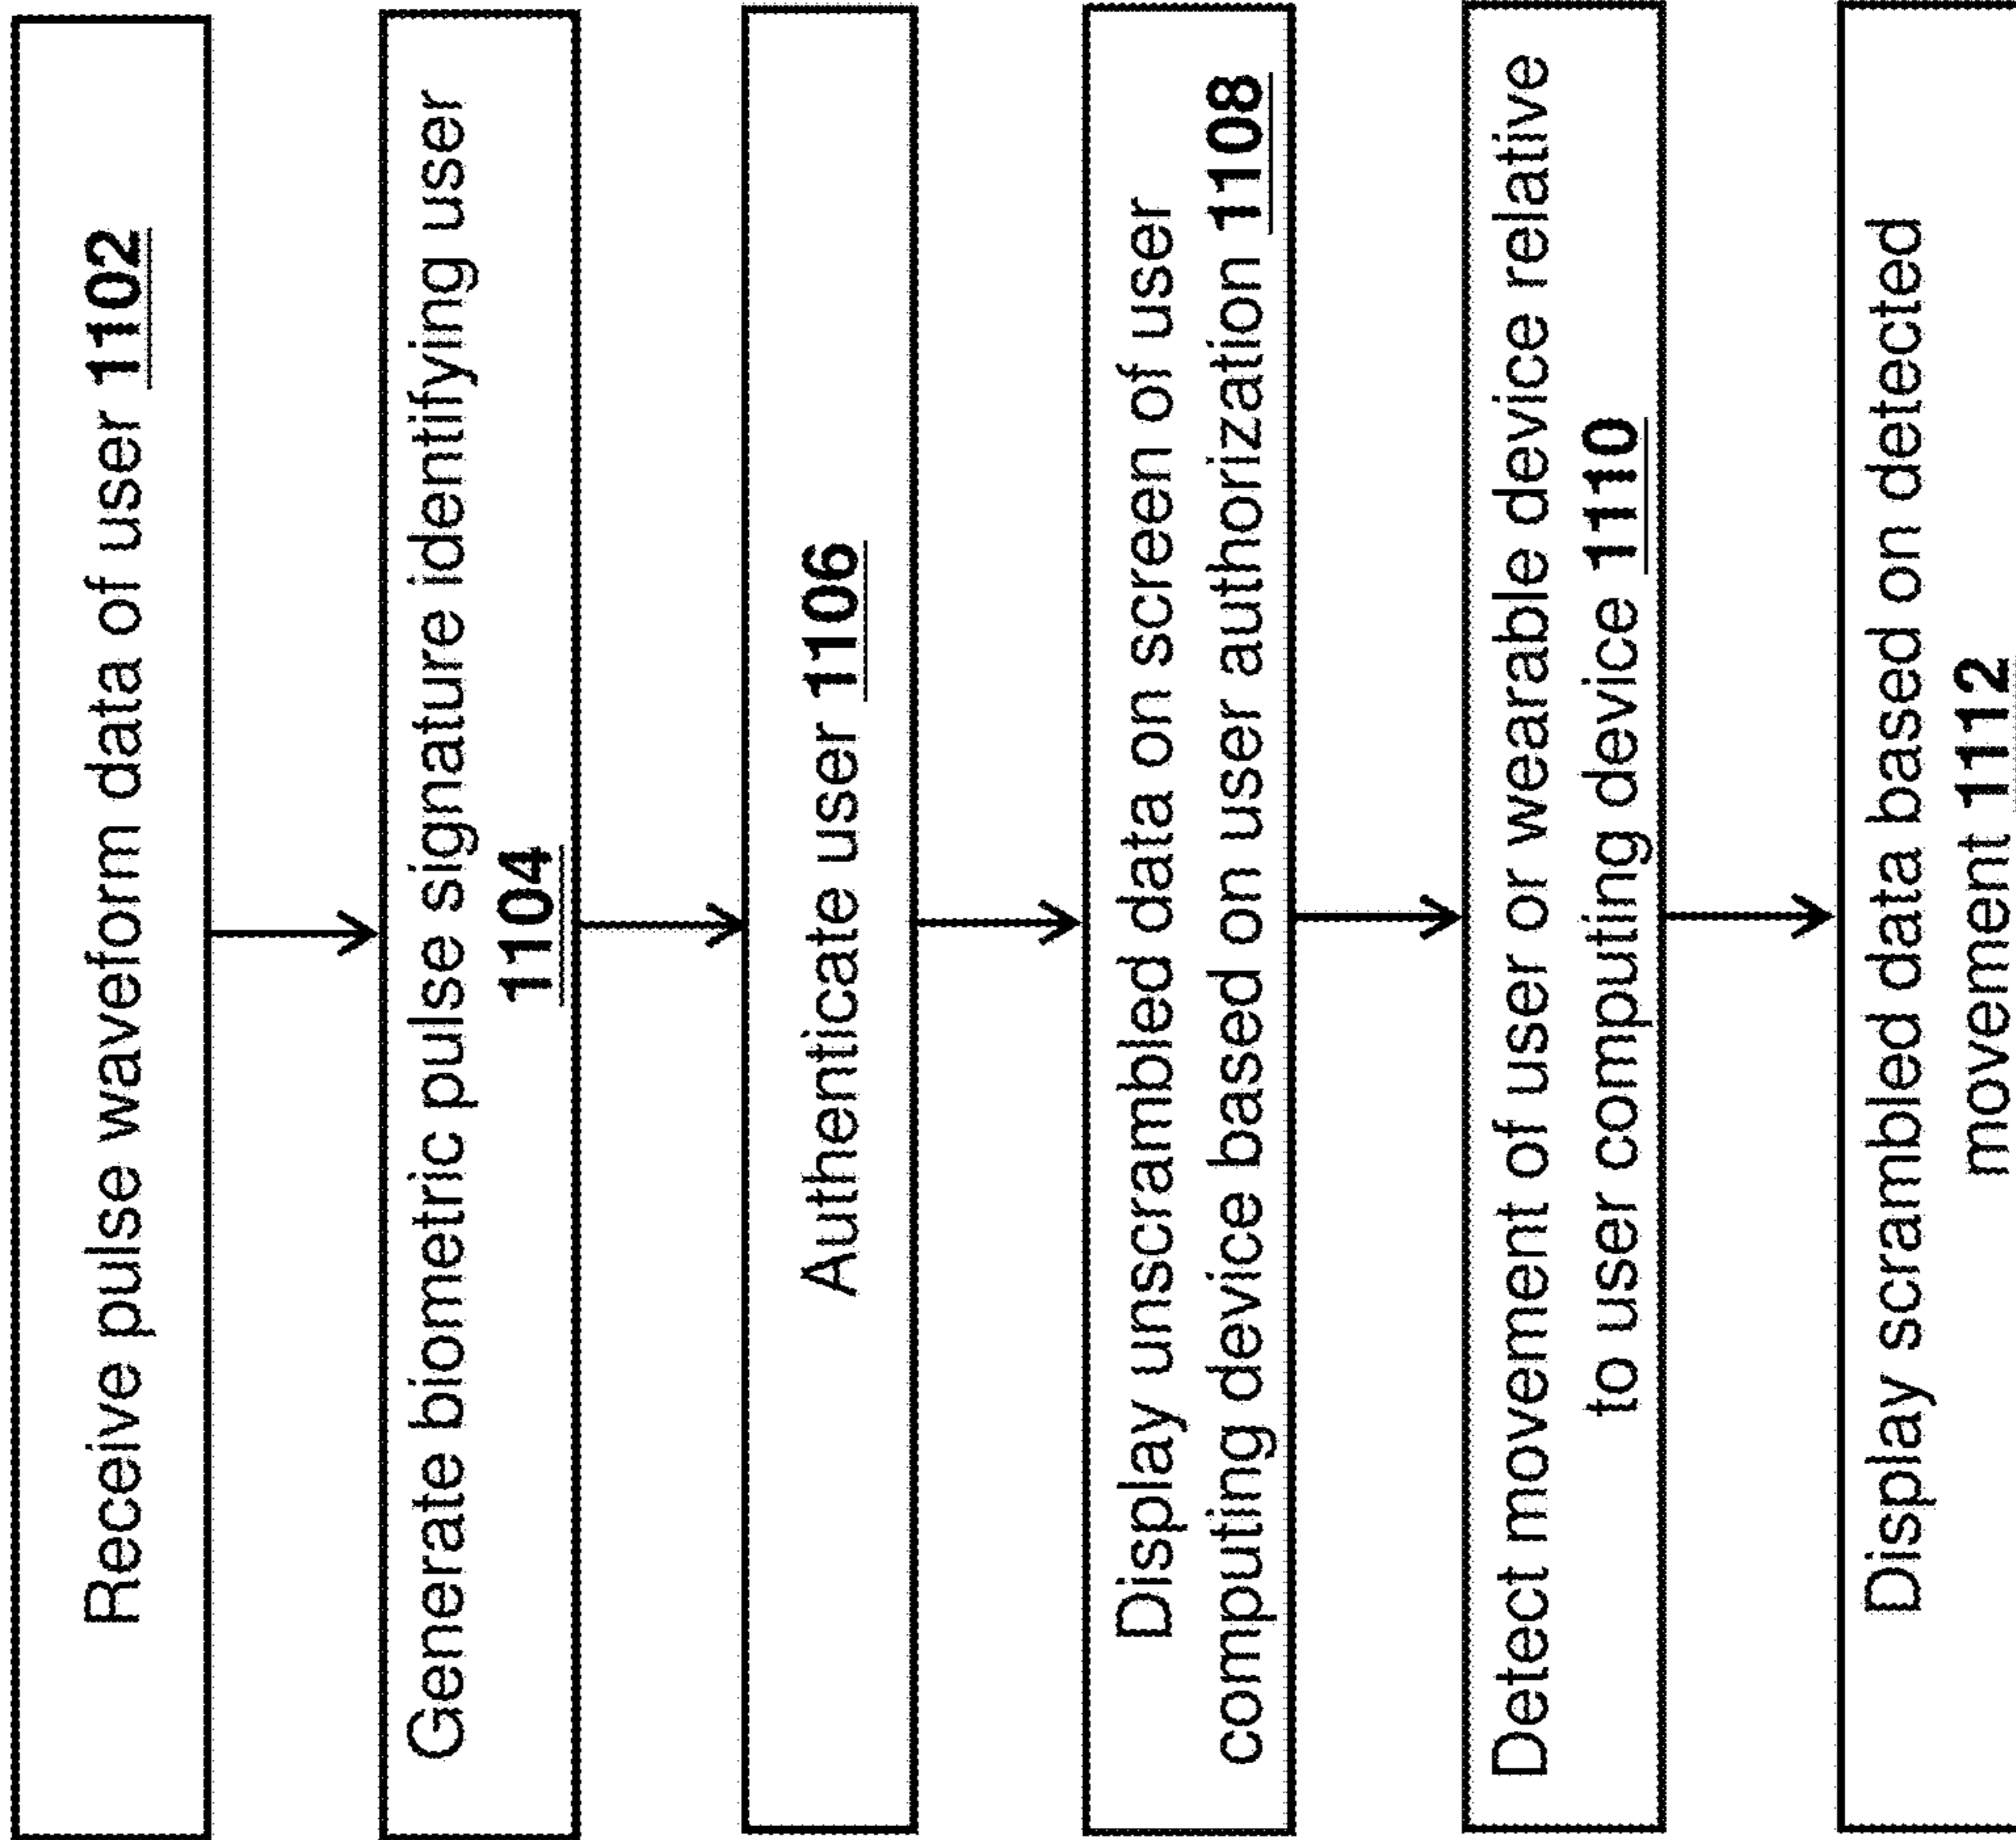 Receive pulse waveform data of user 1102
Generate biometric pulse signature identifying user
1104
Authenticate user 1106
Display unscrambled data on screen of user
computing device based on user authorization 1108
Detect movement of user or wearable device relative
to user computing device 1110
Display scrambled data based on detected
movement 1112